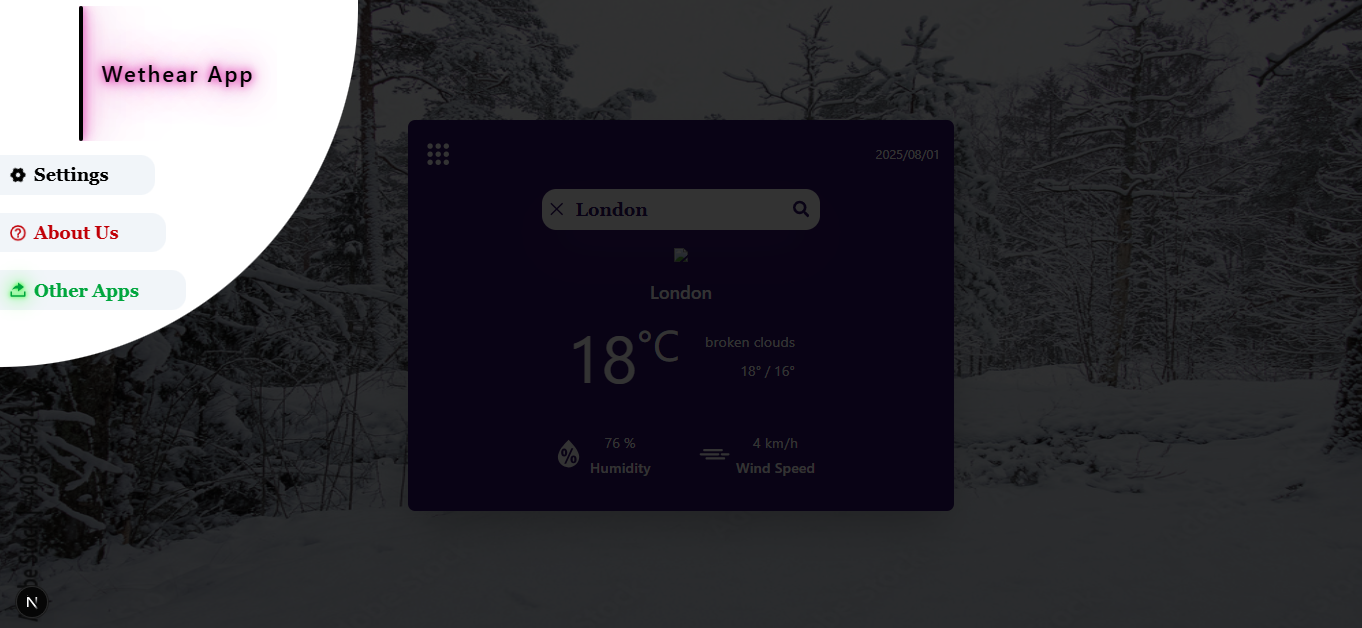 Wethear App
Settings
About Us
Other Apps
2025/08/01
London
London
18°C
broken clouds
18° / 16°
76 %
Humidity
4 km/h
Wind Speed
N